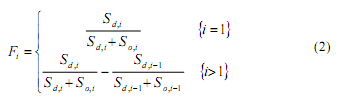 F_i = { S_{d,i} / (S_{d,i} + S_{o,i}) {i = 1}
S_{d,i} / (S_{d,i} + S_{o,i}) − S_{d,i−1} / (S_{d,i−1} + S_{o,i−1}) {i>1}
(2)